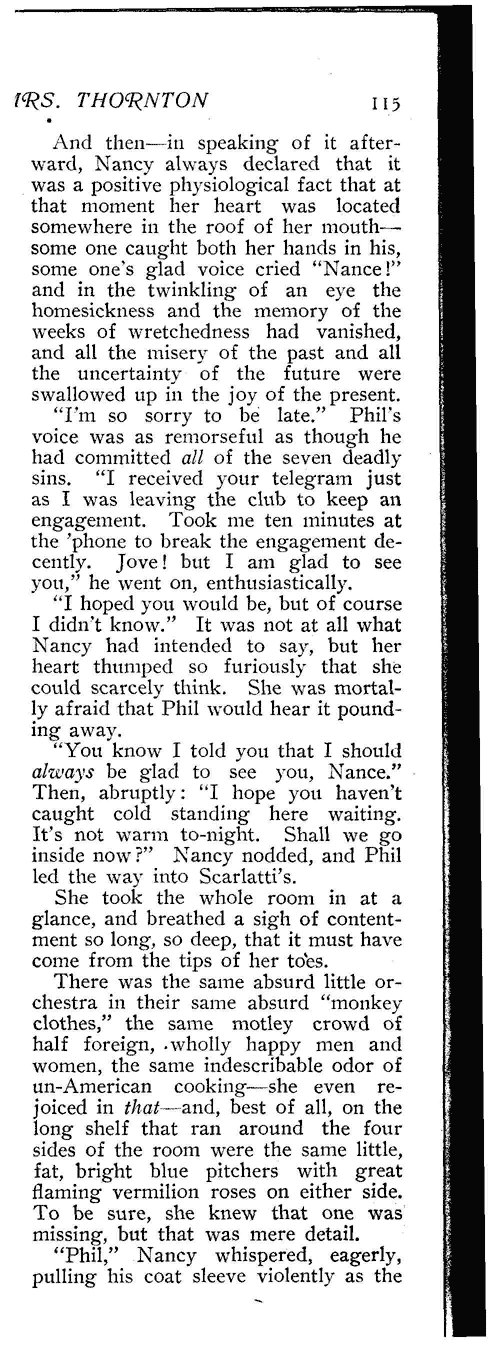 IRS. THORNTON 115
And then—in speaking of it after-
ward, Nancy always declared that it
was a positive physiological fact that at
that moment her heart was located
somewhere in the roof of her mouth—
some one caught both her hands in his,
some one's glad voice cried "Nance!"
and in the twinkling of an eye the
homesickness and the memory of the
weeks of wretchedness had vanished,
and all the misery of the past and all
the uncertainty of the future were
swallowed up in the joy of the present.
"I'm so sorry to be late." Phil's
voice was as remorseful as though he
had committed all of the seven deadly
sins. "I received your telegram just
as I was leaving the club to keep an
engagement. Took me ten minutes at
the 'phone to break the engagement de-
cently. Jove! but I am glad to see
you," he went on, enthusiastically.
"I hoped you would be, but of course
I didn't know." It was not at all what
Nancy had intended to say, but her
heart thumped so furiously that she
could scarcely think. She was mortal-
ly afraid that Phil would hear it pound-
ing away.
"You know I told you that I should
always be glad to see you, Nance."
Then, abruptly: "I hope you haven't
caught cold standing here waiting.
It's not warm to-night. Shall we go
inside now?" Nancy nodded, and Phil
led the way into Scarlatti's.
She took the whole room in at a
glance, and breathed a sigh of content-
ment so long, so deep, that it must have
come from the tips of her toes.
There was the same absurd little or-
chestra in their same absurd "monkey
clothes," the same motley crowd of
half foreign, wholly happy men and
women, the same indescribable odor of
un-American cooking—she even re-
joiced in that—and, best of all, on the
long shelf that ran around the four
sides of the room were the same little,
fat, bright blue pitchers with great
flaming vermilion roses on either side.
To be sure, she knew that one was
missing, but that was mere detail.
"Phil," Nancy whispered, eagerly,
pulling his coat sleeve violently as the